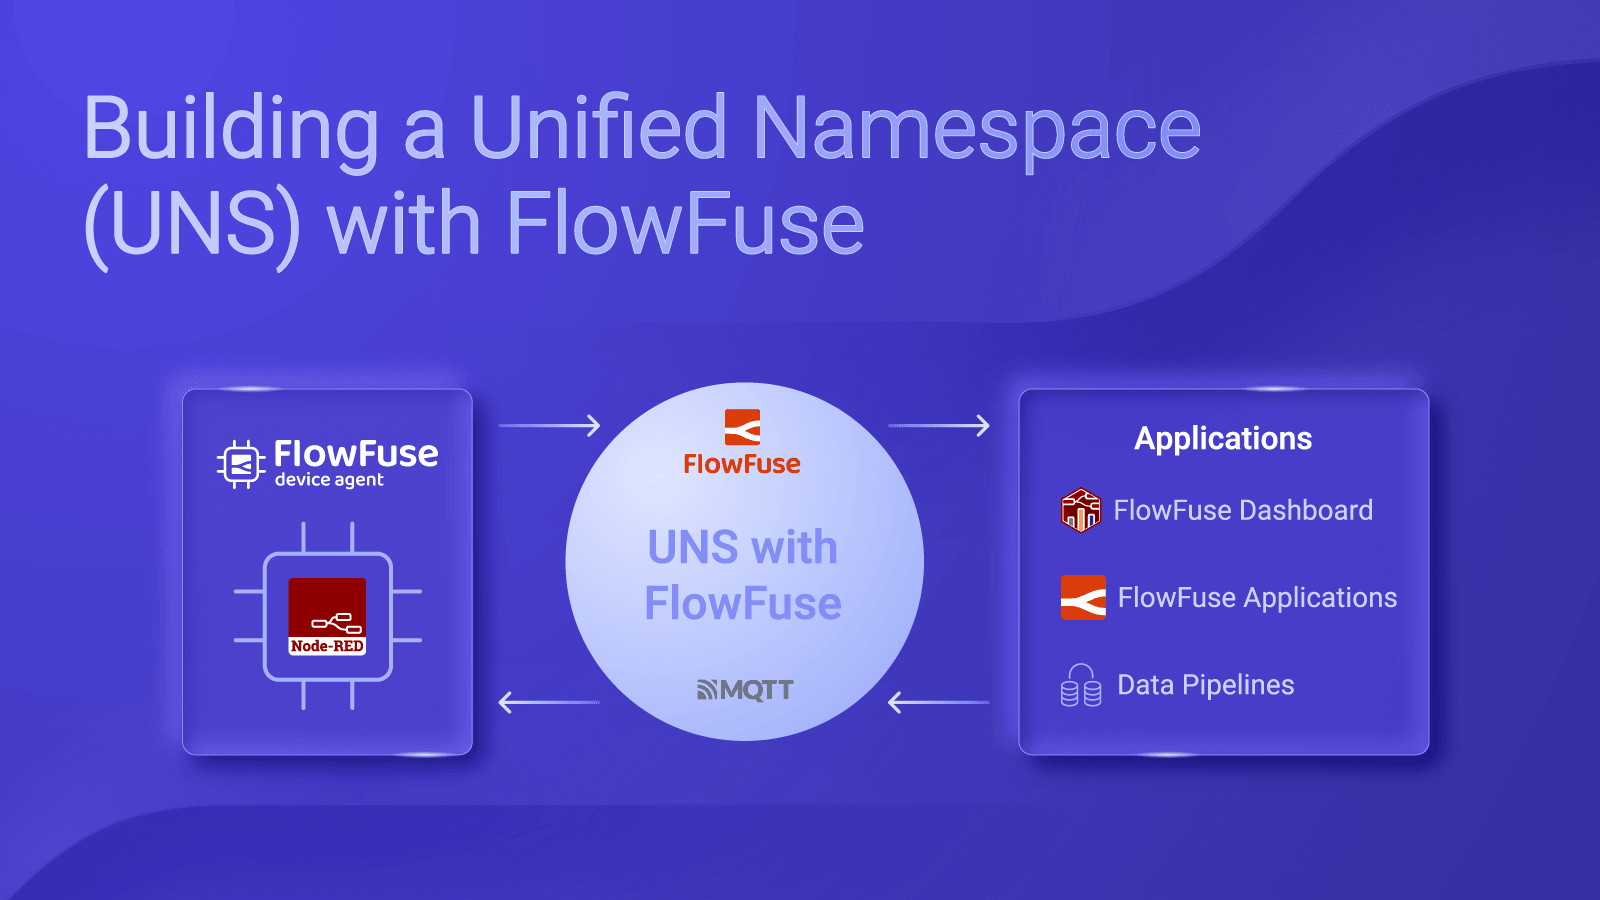 Building a Unified Namespace
(UNS) with FlowFuse
FlowFuse
device agent
Node-RED
FlowFuse
UNS with
FlowFuse
MQTT
Applications
FlowFuse Dashboard
FlowFuse Applications
Data Pipelines